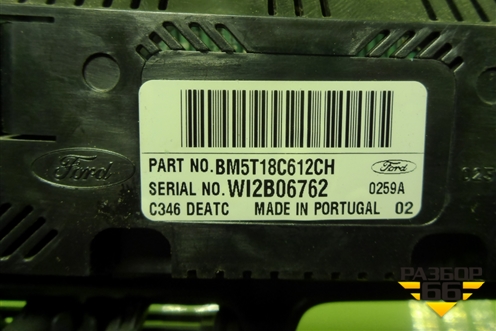 PART NO.BM5T18C612CH
Ford
SERIAL NO.WI2B06762
0259A
C346 DEATC
MADE IN PORTUGAL
02
Ford
РАЗБОР
66